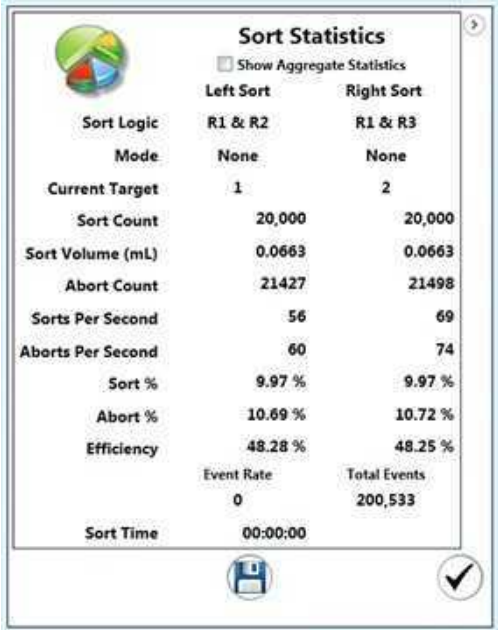 Sort Statistics
Show Aggregate Statistics
Left Sort Right Sort
Sort Logic R1 & R2 R1 & R3
Mode None None
Current Target 1 2
Sort Count 20,000 20,000
Sort Volume (mL) 0.0663 0.0663
Abort Count 21427 21498
Sorts Per Second 56 69
Aborts Per Second 60 74
Sort % 9.97 % 9.97 %
Abort % 10.69 % 10.72 %
Efficiency 48.28 % 48.25 %
Event Rate Total Events
0 200,533
Sort Time 00:00:00